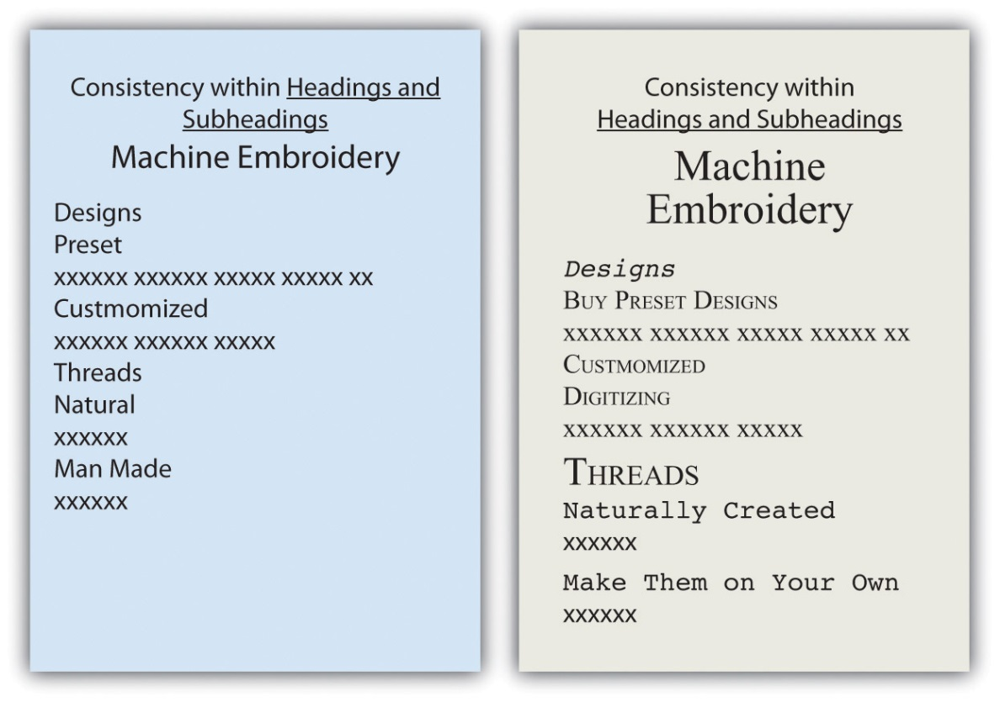 Consistency within Headings and
Subheadings
Machine Embroidery
Designs
Preset
xxxxxx xxxxxx xxxxx xxxxx xx
Custmomized
xxxxxx xxxxxx xxxxx
Threads
Natural
xxxxxx
Man Made
xxxxxx
Consistency within
Headings and Subheadings
Machine
Embroidery
Designs
Buy Preset Designs
xxxxxx xxxxxx xxxxx xxxxx xx
Custmomized
Digitizing
xxxxxx xxxxxx xxxxx
Threads
Naturally Created
xxxxxx
Make Them on Your Own
xxxxxx